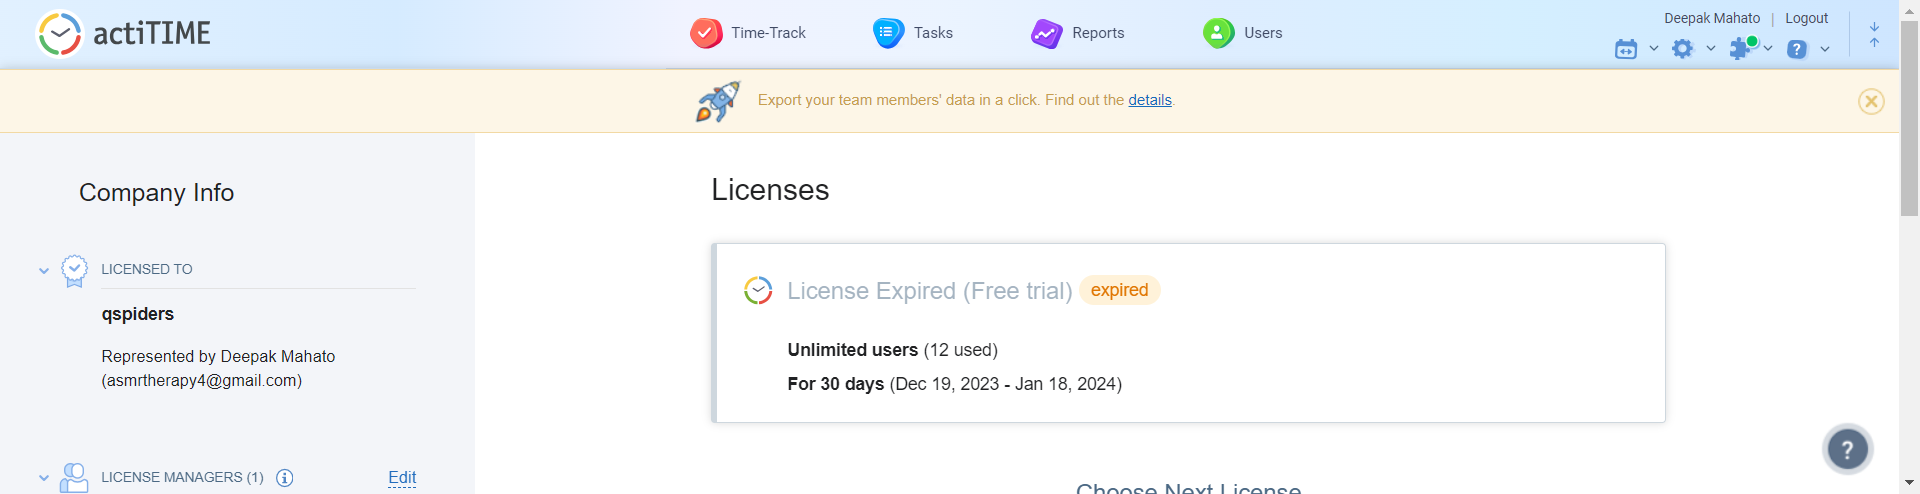 actiTIME
Time-Track
Tasks
Reports
Users
Deepak Mahato | Logout
Export your team members' data in a click. Find out the details.
Company Info
LICENSED TO
qspiders
Represented by Deepak Mahato
(asmrtherapy4@gmail.com)
LICENSE MANAGERS (1)
Edit
Licenses
License Expired (Free trial) expired
Unlimited users (12 used)
For 30 days (Dec 19, 2023 - Jan 18, 2024)
Choose Next License